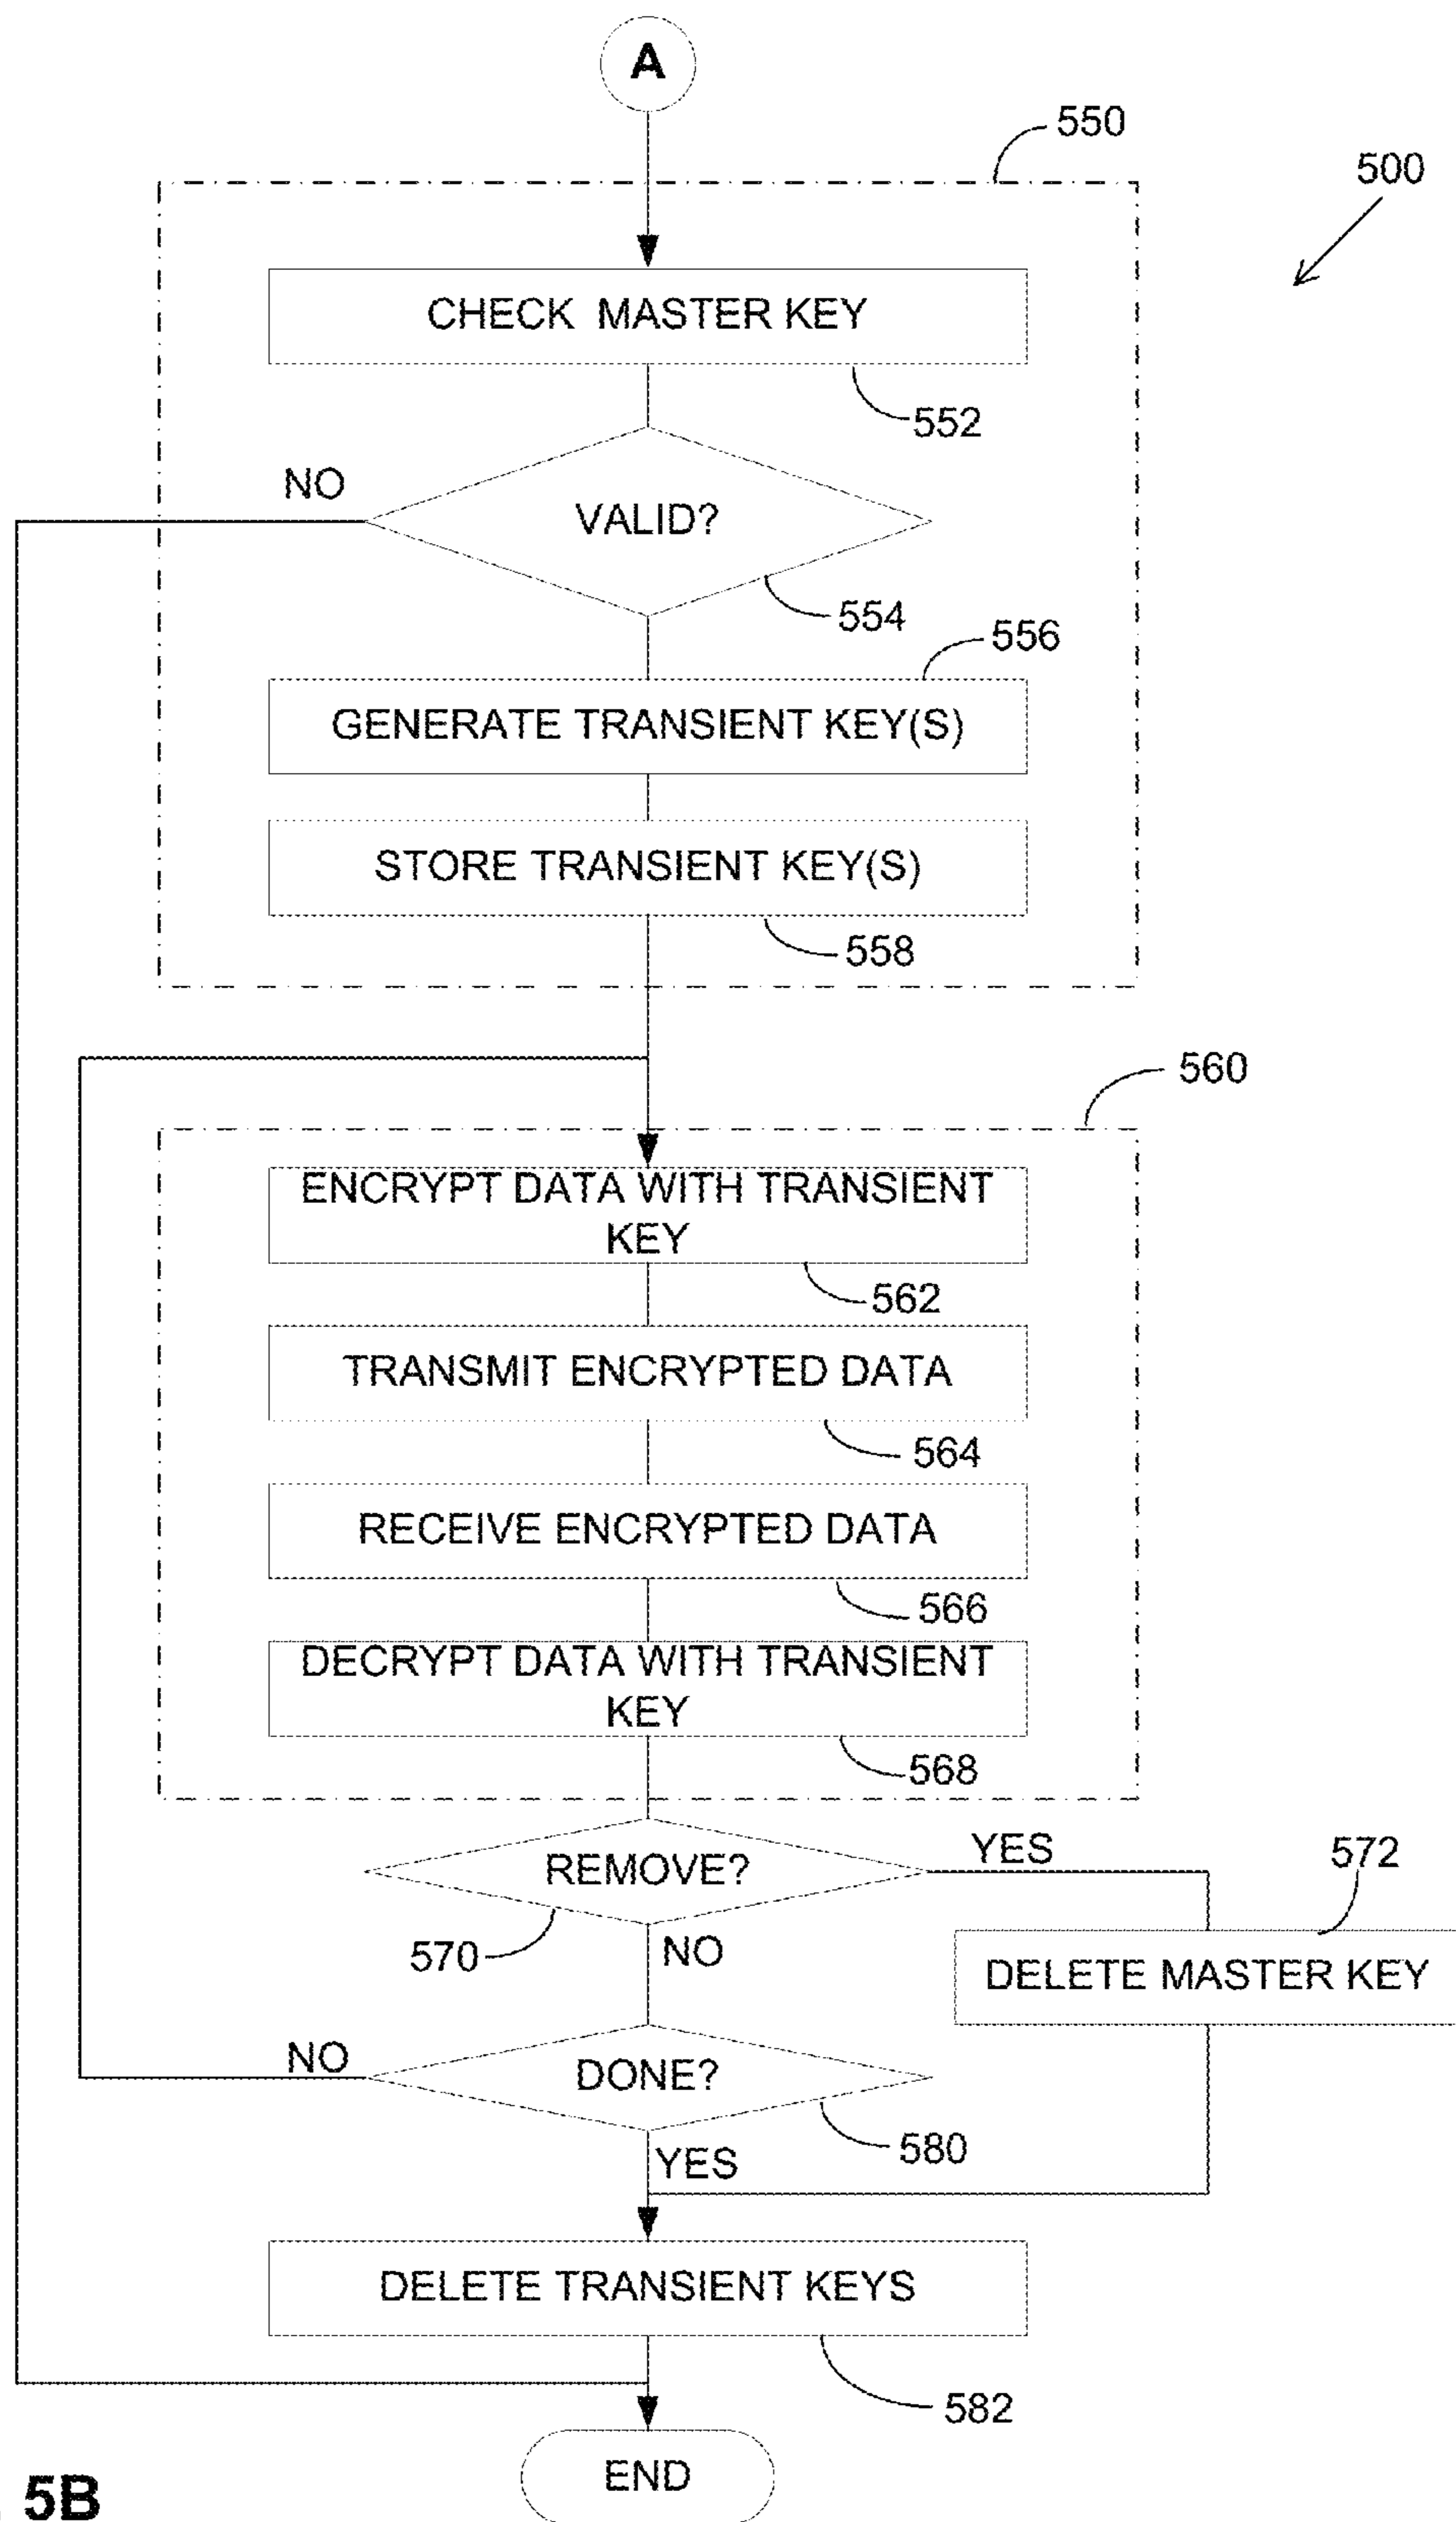 A
550
500
CHECK MASTER KEY
552
NO
VALID?
554
556
GENERATE TRANSIENT KEY(S)
STORE TRANSIENT KEY(S)
558
560
ENCRYPT DATA WITH TRANSIENT
KEY
562
TRANSMIT ENCRYPTED DATA
564
RECEIVE ENCRYPTED DATA
566
DECRYPT DATA WITH TRANSIENT
KEY
568
REMOVE?
YES
572
570
NO
DELETE MASTER KEY
NO
DONE?
580
YES
DELETE TRANSIENT KEYS
582
END
. 5B